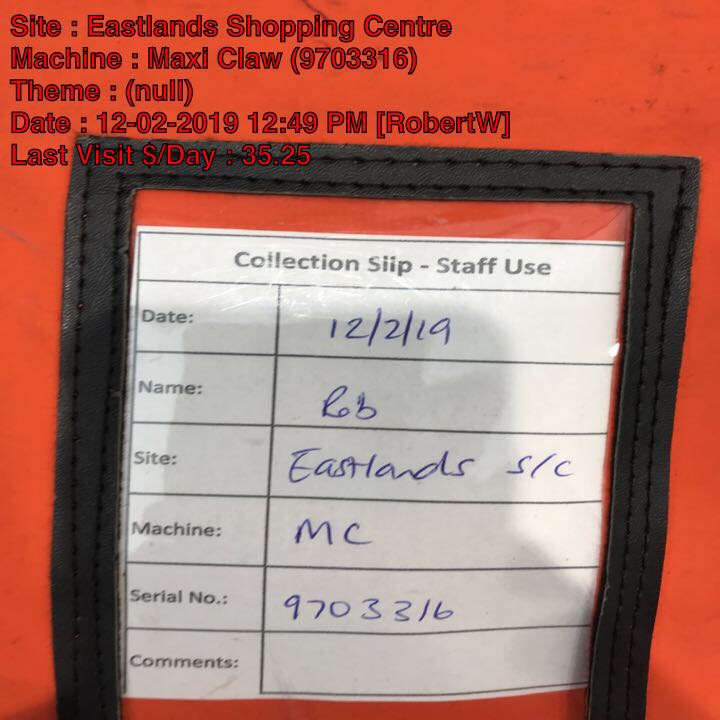 Site : Eastlands Shopping Centre
Machine : Maxi Claw (9703316)
Theme : (null)
Date : 12-02-2019 12:49 PM [RobertW]
Last Visit $/Day : 35.25
Collection Slip - Staff Use
Date: 12/2/19
Name: Rob
Site: Eastlands s/c
Machine: MC
Serial No.: 9703316
Comments: